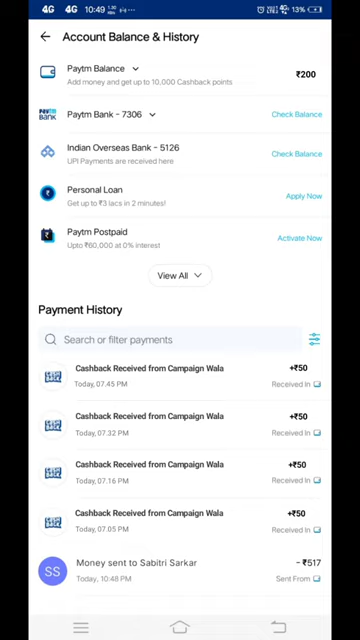 4G 4G 10:49 1.30 KB/S 4G 13%
Account Balance & History
Paytm Balance
Add money and get up to 10,000 Cashback points
₹200
Paytm BANK
Paytm Bank - 7306
Check Balance
Indian Overseas Bank - 5126
UPI Payments are received here
Check Balance
Personal Loan
Get up to ₹3 lacs in 2 minutes!
Apply Now
Paytm Postpaid
Upto ₹60,000 at 0% interest
Activate Now
View All
Payment History
Search or filter payments
Cashback Received from Campaign Wala
+₹50
Today, 07.45 PM
Received In
Cashback Received from Campaign Wala
+₹50
Today, 07.32 PM
Received In
Cashback Received from Campaign Wala
+₹50
Today, 07.16 PM
Received In
Cashback Received from Campaign Wala
+₹50
Today, 07.05 PM
Received In
SS
Money sent to Sabitri Sarkar
- ₹517
Today, 10:48 PM
Sent From